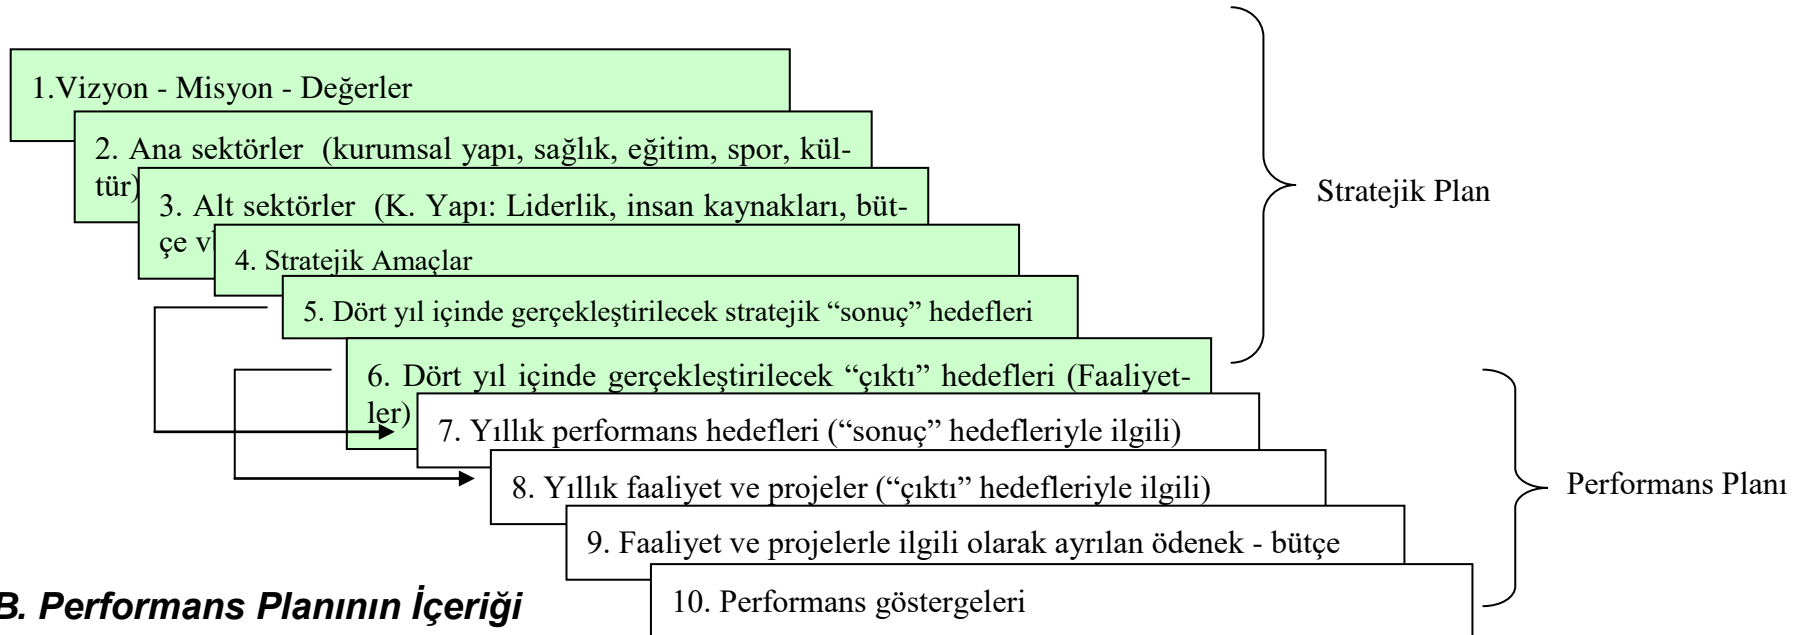 1.Vizyon - Misyon - Değerler
2. Ana sektörler (kurumsal yapı, sağlık, eğitim, spor, kül-
tür)
3. Alt sektörler (K. Yapı: Liderlik, insan kaynakları, büt-
çe
4. Stratejik Amaçlar
5. Dört yıl içinde gerçekleştirilecek stratejik “sonuç” hedefleri
6. Dört yıl içinde gerçekleştirilecek “çıktı” hedefleri (Faaliyet-
ler)
7. Yıllık performans hedefleri (“sonuç” hedefleriyle ilgili)
8. Yıllık faaliyet ve projeler (“çıktı” hedefleriyle ilgili)
9. Faaliyet ve projelerle ilgili olarak ayrılan ödenek - bütçe
10. Performans göstergeleri
Stratejik Plan
Performans Planı
B. Performans Planının İçeriği